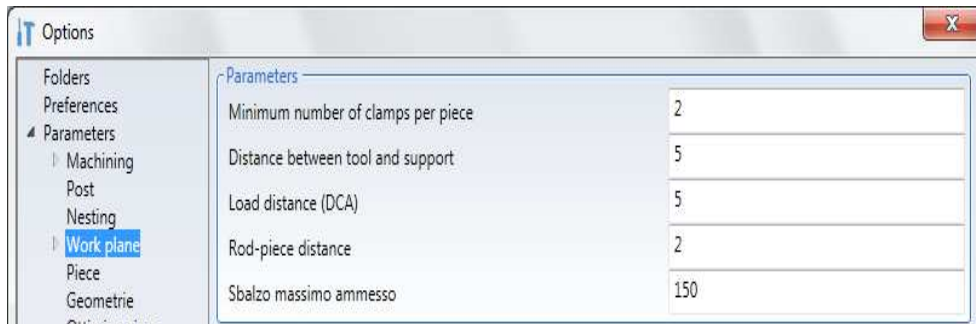 Options
X
Folders
Preferences
Parameters
Machining
Post
Nesting
Work plane
Piece
Geometrie
Parameters
Minimum number of clamps per piece 2
Distance between tool and support 5
Load distance (DCA) 5
Rod-piece distance 2
Sbalzo massimo ammesso 150